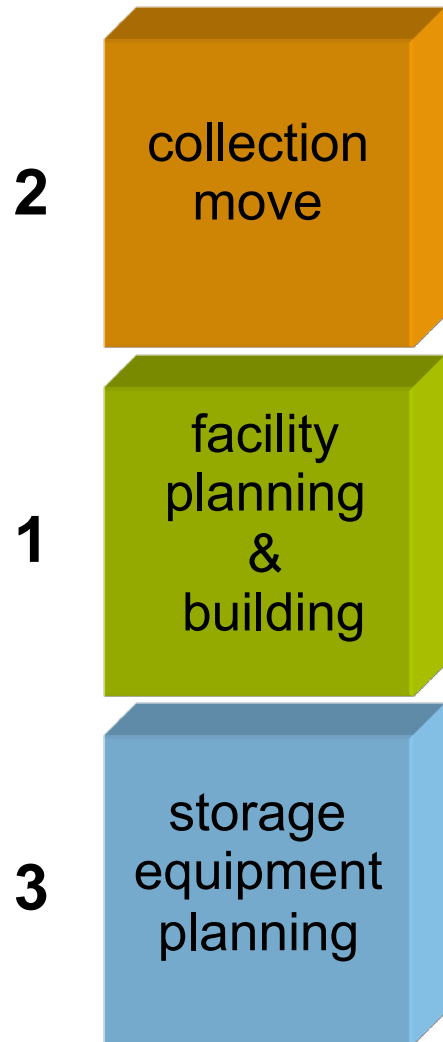 2
collection
move
1
facility
planning
&
building
3
storage
equipment
planning